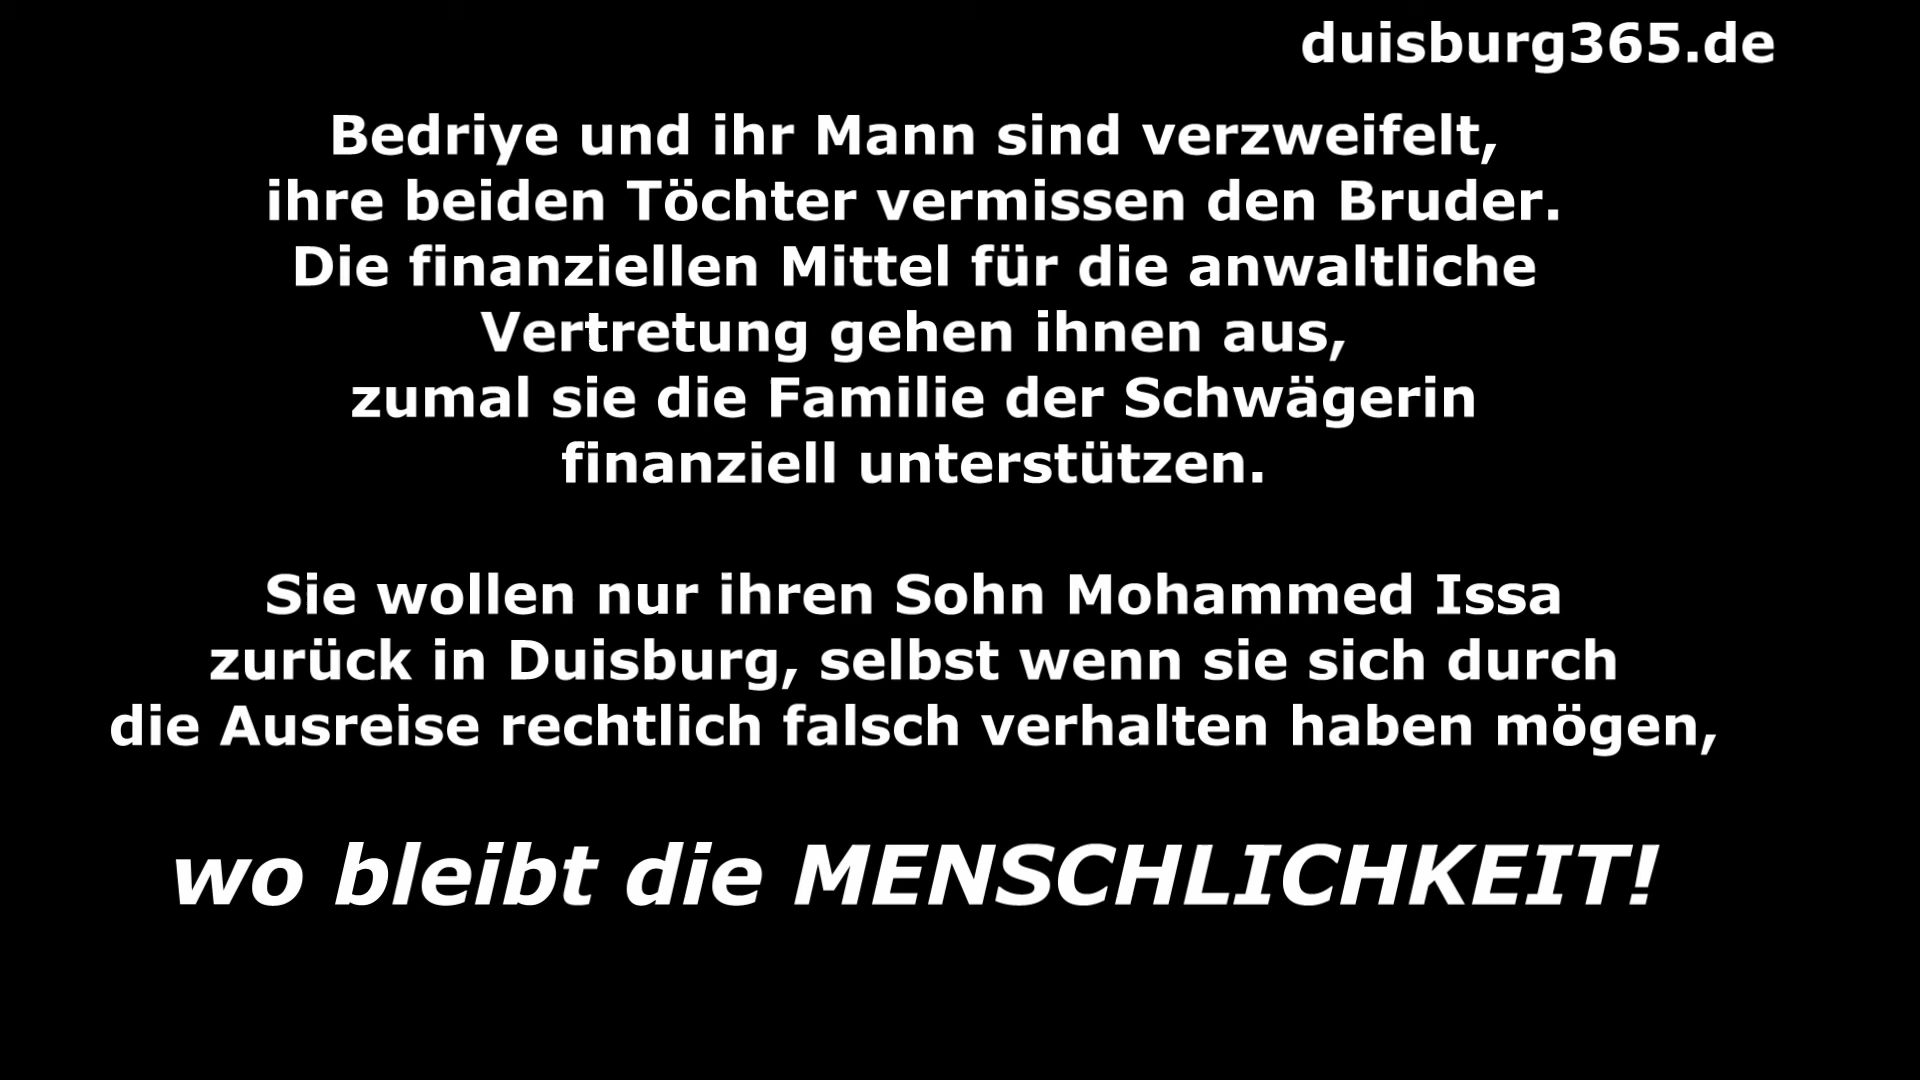 duisburg365.de
Bedriye und ihr Mann sind verzweifelt,
ihre beiden Töchter vermissen den Bruder.
Die finanziellen Mittel für die anwaltliche
Vertretung gehen ihnen aus,
zumal sie die Familie der Schwägerin
finanziell unterstützen.
Sie wollen nur ihren Sohn Mohammed Issa
zurück in Duisburg, selbst wenn sie sich durch
die Ausreise rechtlich falsch verhalten haben mögen,
wo bleibt die MENSCHLICHKEIT!